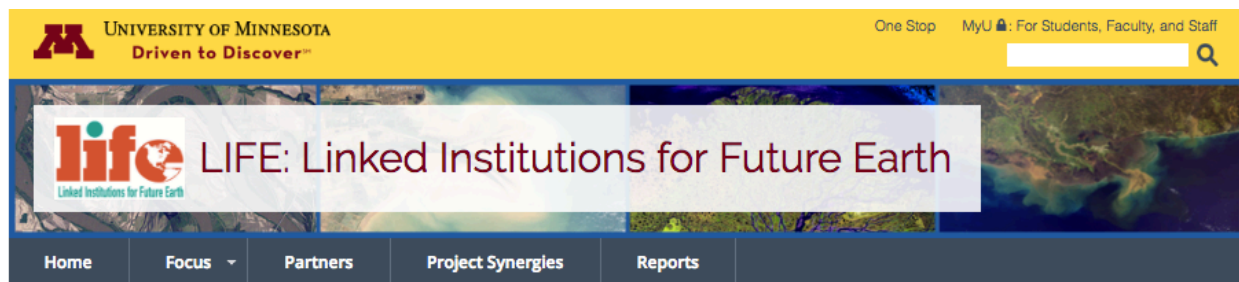 UNIVERSITY OF MINNESOTA
Driven to Discover℠
One Stop MyU : For Students, Faculty, and Staff
life
Linked Institutions for Future Earth
LIFE: Linked Institutions for Future Earth
Home Focus Partners Project Synergies Reports